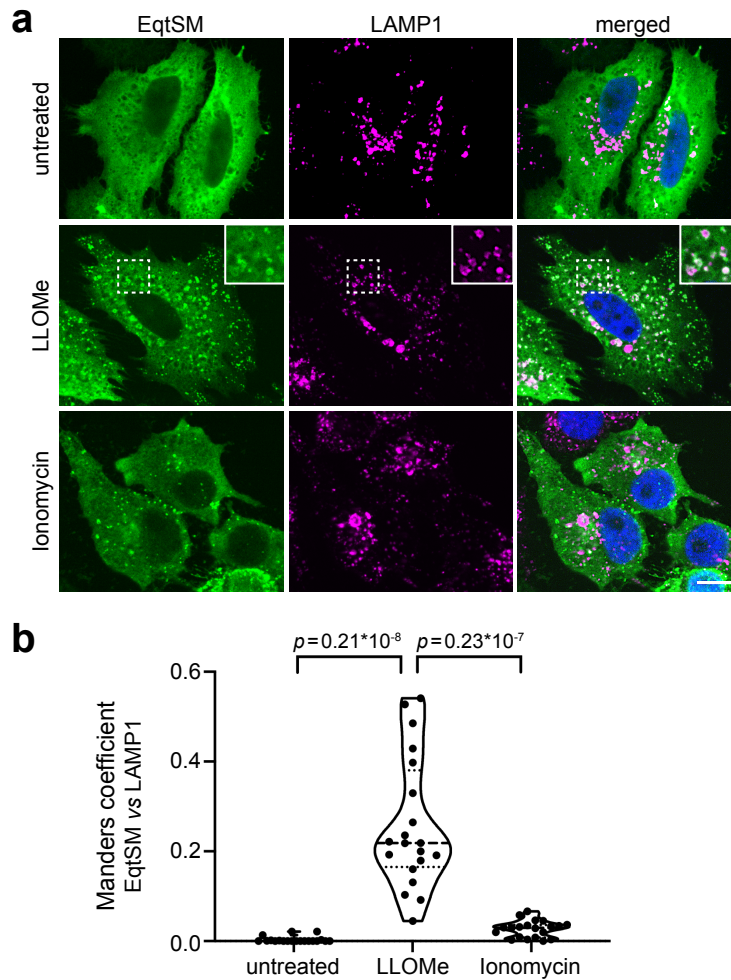 a
EqtSM LAMP1 merged
untreated
LLOMe
Ionomycin
b
p=0.21*10⁻⁸ p=0.23*10⁻⁷
Manders coefficient
EqtSM vs LAMP1
0.6
0.4
0.2
0.0
untreated LLOMe Ionomycin